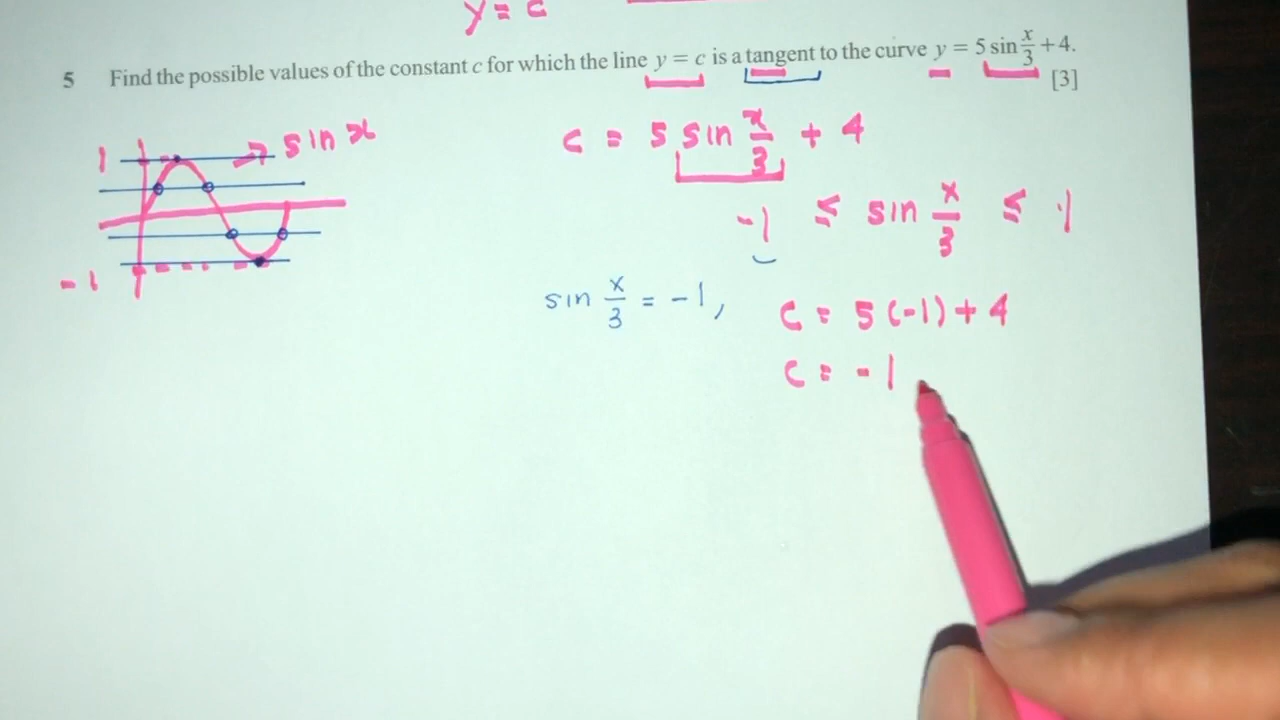 y = c
5 Find the possible values of the constant c for which the line y = c is a tangent to the curve y = 5 sin x/3 + 4.
[3]
1 → sin x
-1
c = 5 sin x/3 + 4
-1 ≤ sin x/3 ≤ 1
sin x/3 = -1, c = 5(-1) + 4
c = -1